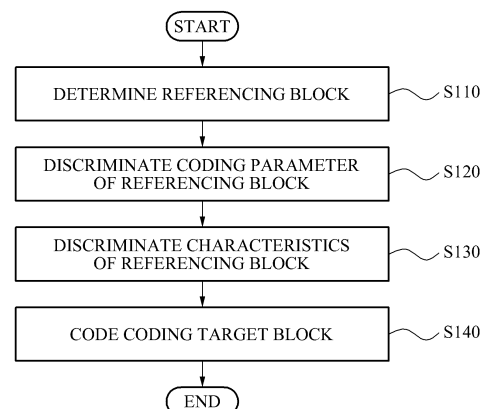 START
DETERMINE REFERENCING BLOCK
S110
DISCRIMINATE CODING PARAMETER
OF REFERENCING BLOCK
S120
DISCRIMINATE CHARACTERISTICS
OF REFERENCING BLOCK
S130
CODE CODING TARGET BLOCK
S140
END